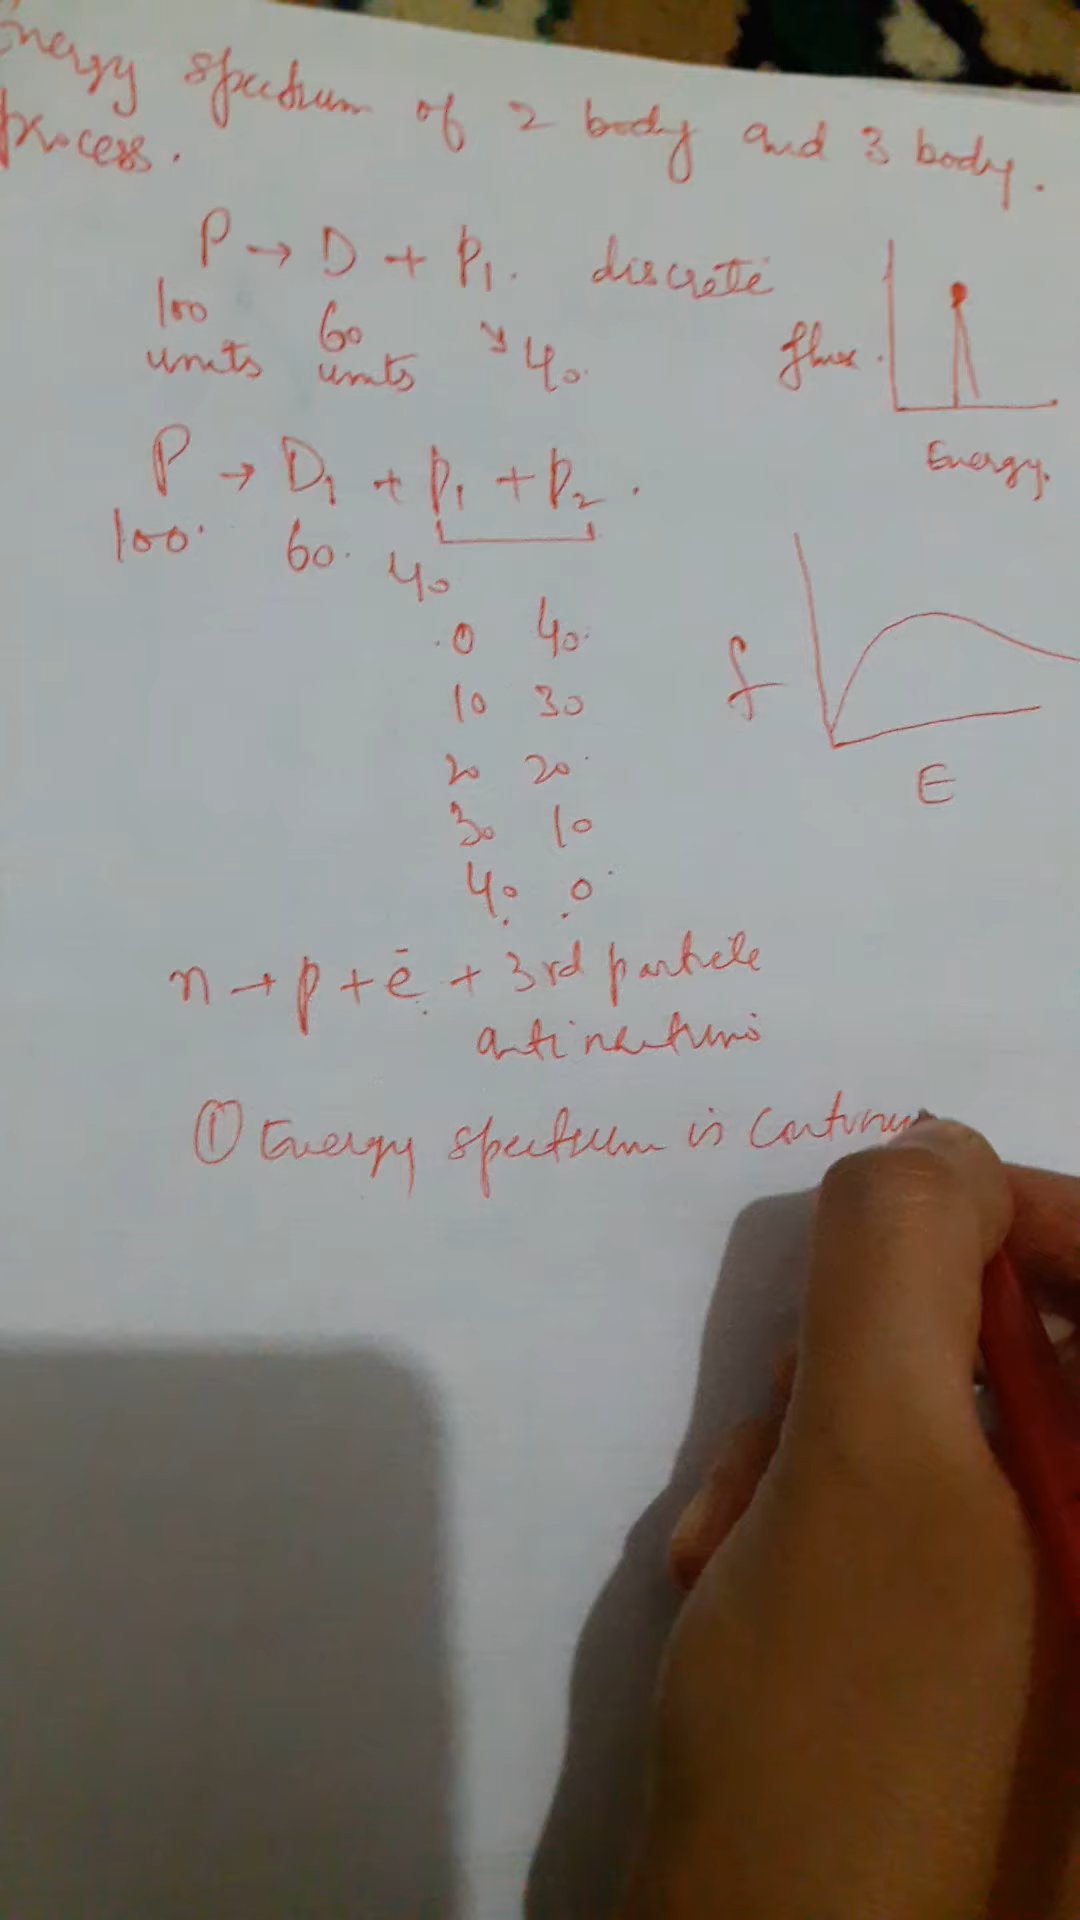 Energy spectrum of 2 body and 3 body.
process.
P → D + P1. discrete
100 units 60 units ↘ 40.
flux.
Energy.
P → D1 + P1 + P2.
100. 60. 40
0 40.
10 30
20 20.
30 10
40 0
f
E
n → p + e̅ + 3rd particle
anti neutrino
① Energy spectrum is Continu